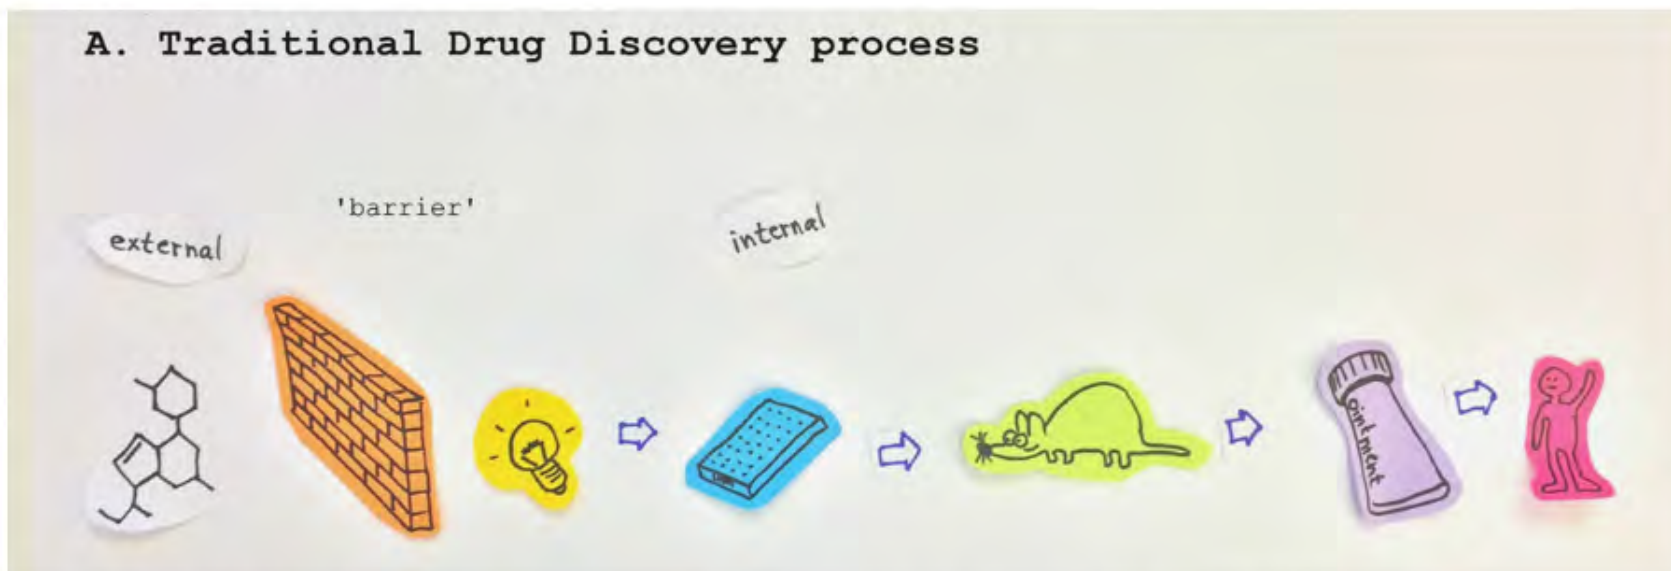 A. Traditional Drug Discovery process
'barrier'
external
internal
ointment